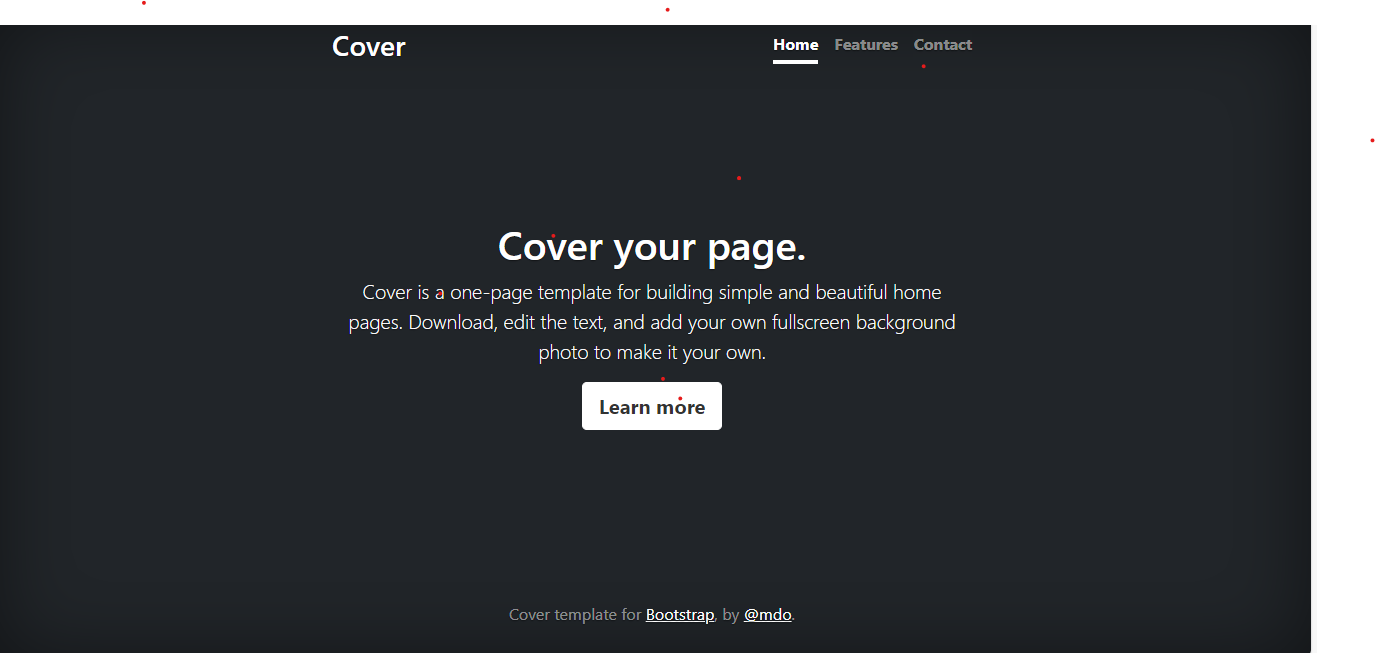 Cover
Home Features Contact
Cover your page.
Cover is a one-page template for building simple and beautiful home
pages. Download, edit the text, and add your own fullscreen background
photo to make it your own.
Learn more
Cover template for Bootstrap, by @mdo.